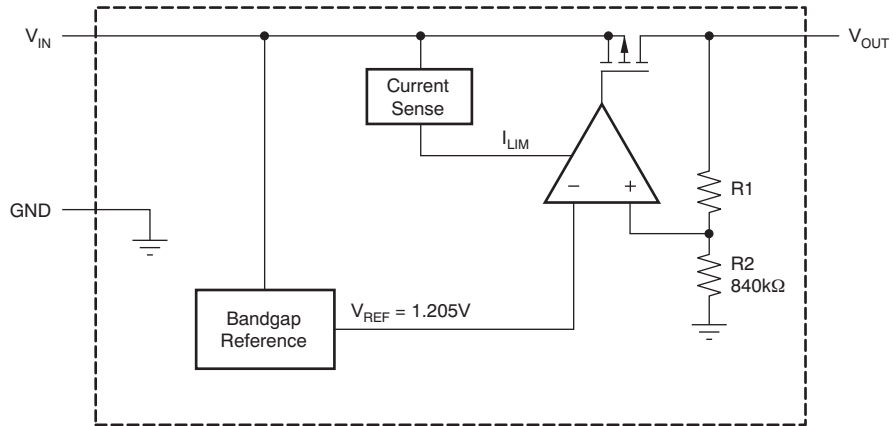 V_IN
V_OUT
Current
Sense
I_LIM
−
+
R1
GND
R2
840kΩ
Bandgap
Reference
V_REF = 1.205V